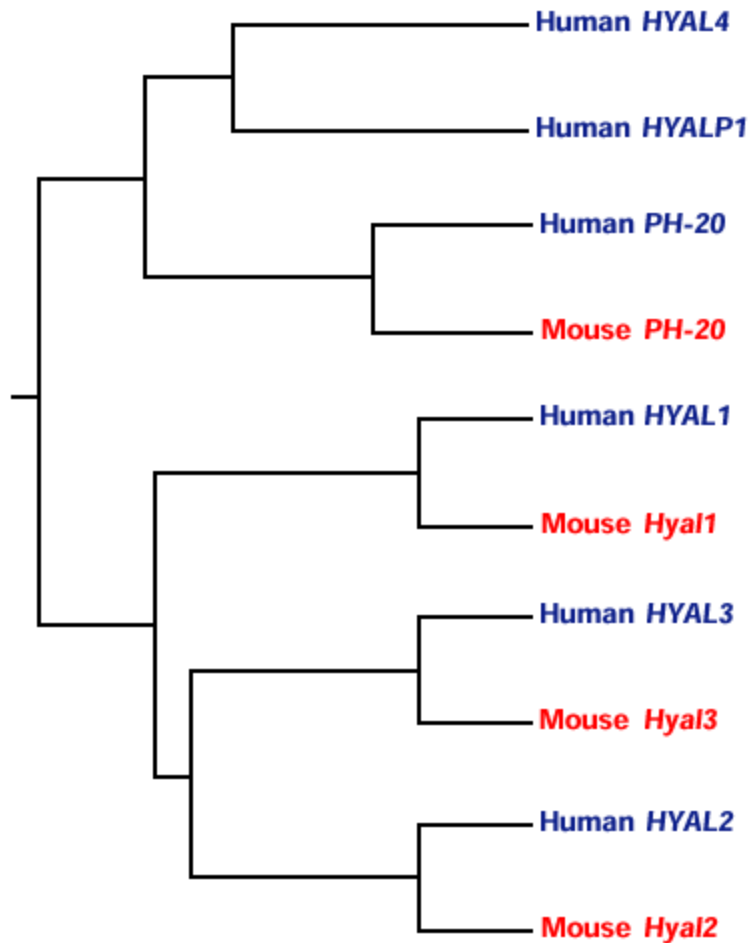 Human HYAL4
Human HYALP1
Human PH-20
Mouse PH-20
Human HYAL1
Mouse Hyal1
Human HYAL3
Mouse Hyal3
Human HYAL2
Mouse Hyal2